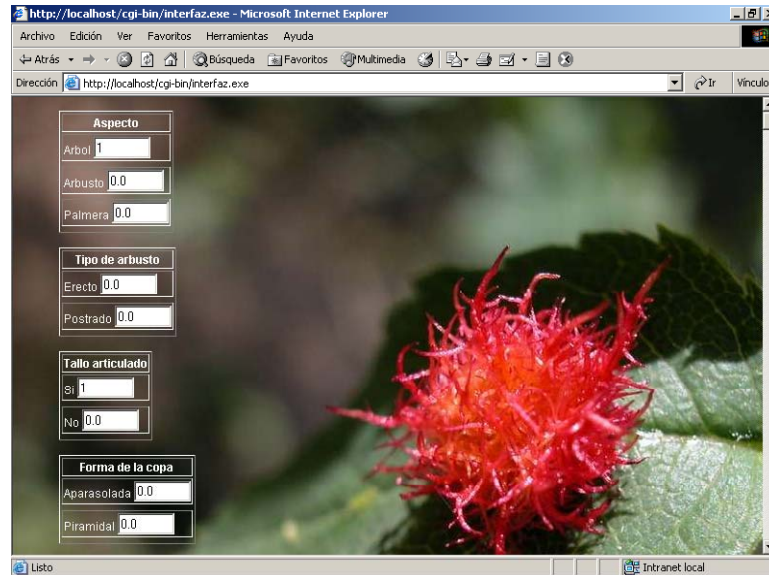 http://localhost/cgi-bin/interfaz.exe - Microsoft Internet Explorer
Archivo Edición Ver Favoritos Herramientas Ayuda
Atrás Búsqueda Favoritos Multimedia
Dirección http://localhost/cgi-bin/interfaz.exe Ir Vínculo
Aspecto
Arbol 1
Arbusto 0.0
Palmera 0.0
Tipo de arbusto
Erecto 0.0
Postrado 0.0
Tallo articulado
Si 1
No 0.0
Forma de la copa
Aparasolada 0.0
Piramidal 0.0
Listo Intranet local